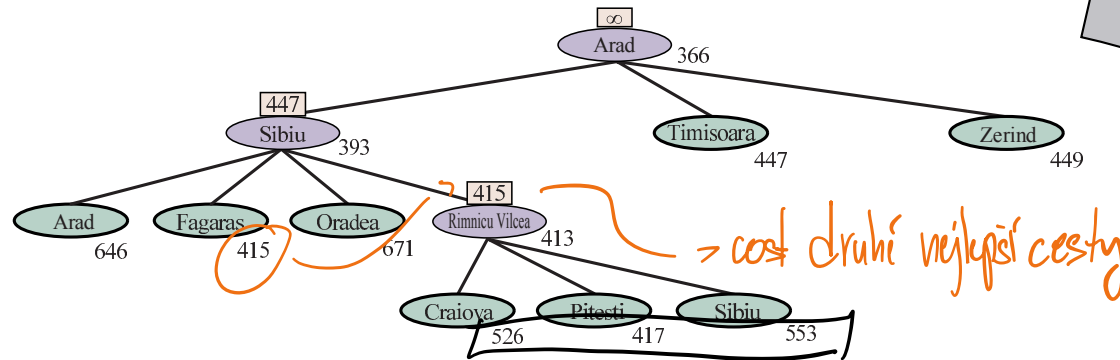 ∞
Arad
366
447
Sibiu
393
Timisoara
447
Zerind
449
Arad
646
Fagaras
415
Oradea
671
415
Rimnicu Vilcea
413
> cost druhí nejlepší cesty
Craiova
526
Pitesti
417
Sibiu
553